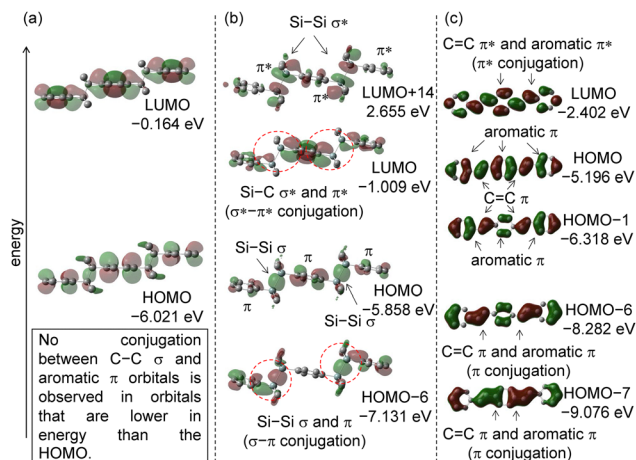 (a)
energy
LUMO
−0.164 eV
HOMO
−6.021 eV
No conjugation
between C−C σ and
aromatic π orbitals is
observed in orbitals
that are lower in
energy than the
HOMO.
(b)
Si−Si σ*
π*
π*
π*
LUMO+14
2.655 eV
LUMO
−1.009 eV
Si−C σ* and π*
(σ*−π* conjugation)
Si−Si σ
π
π
π
HOMO
−5.858 eV
Si−Si σ
HOMO-6
−7.131 eV
Si−Si σ and π
(σ−π conjugation)
(c)
C=C π* and aromatic π*
(π* conjugation)
LUMO
−2.402 eV
aromatic π
HOMO
−5.196 eV
C=C π
HOMO-1
−6.318 eV
aromatic π
HOMO-6
−8.282 eV
C=C π and aromatic π
(π conjugation)
HOMO-7
−9.076 eV
C=C π and aromatic π
(π conjugation)